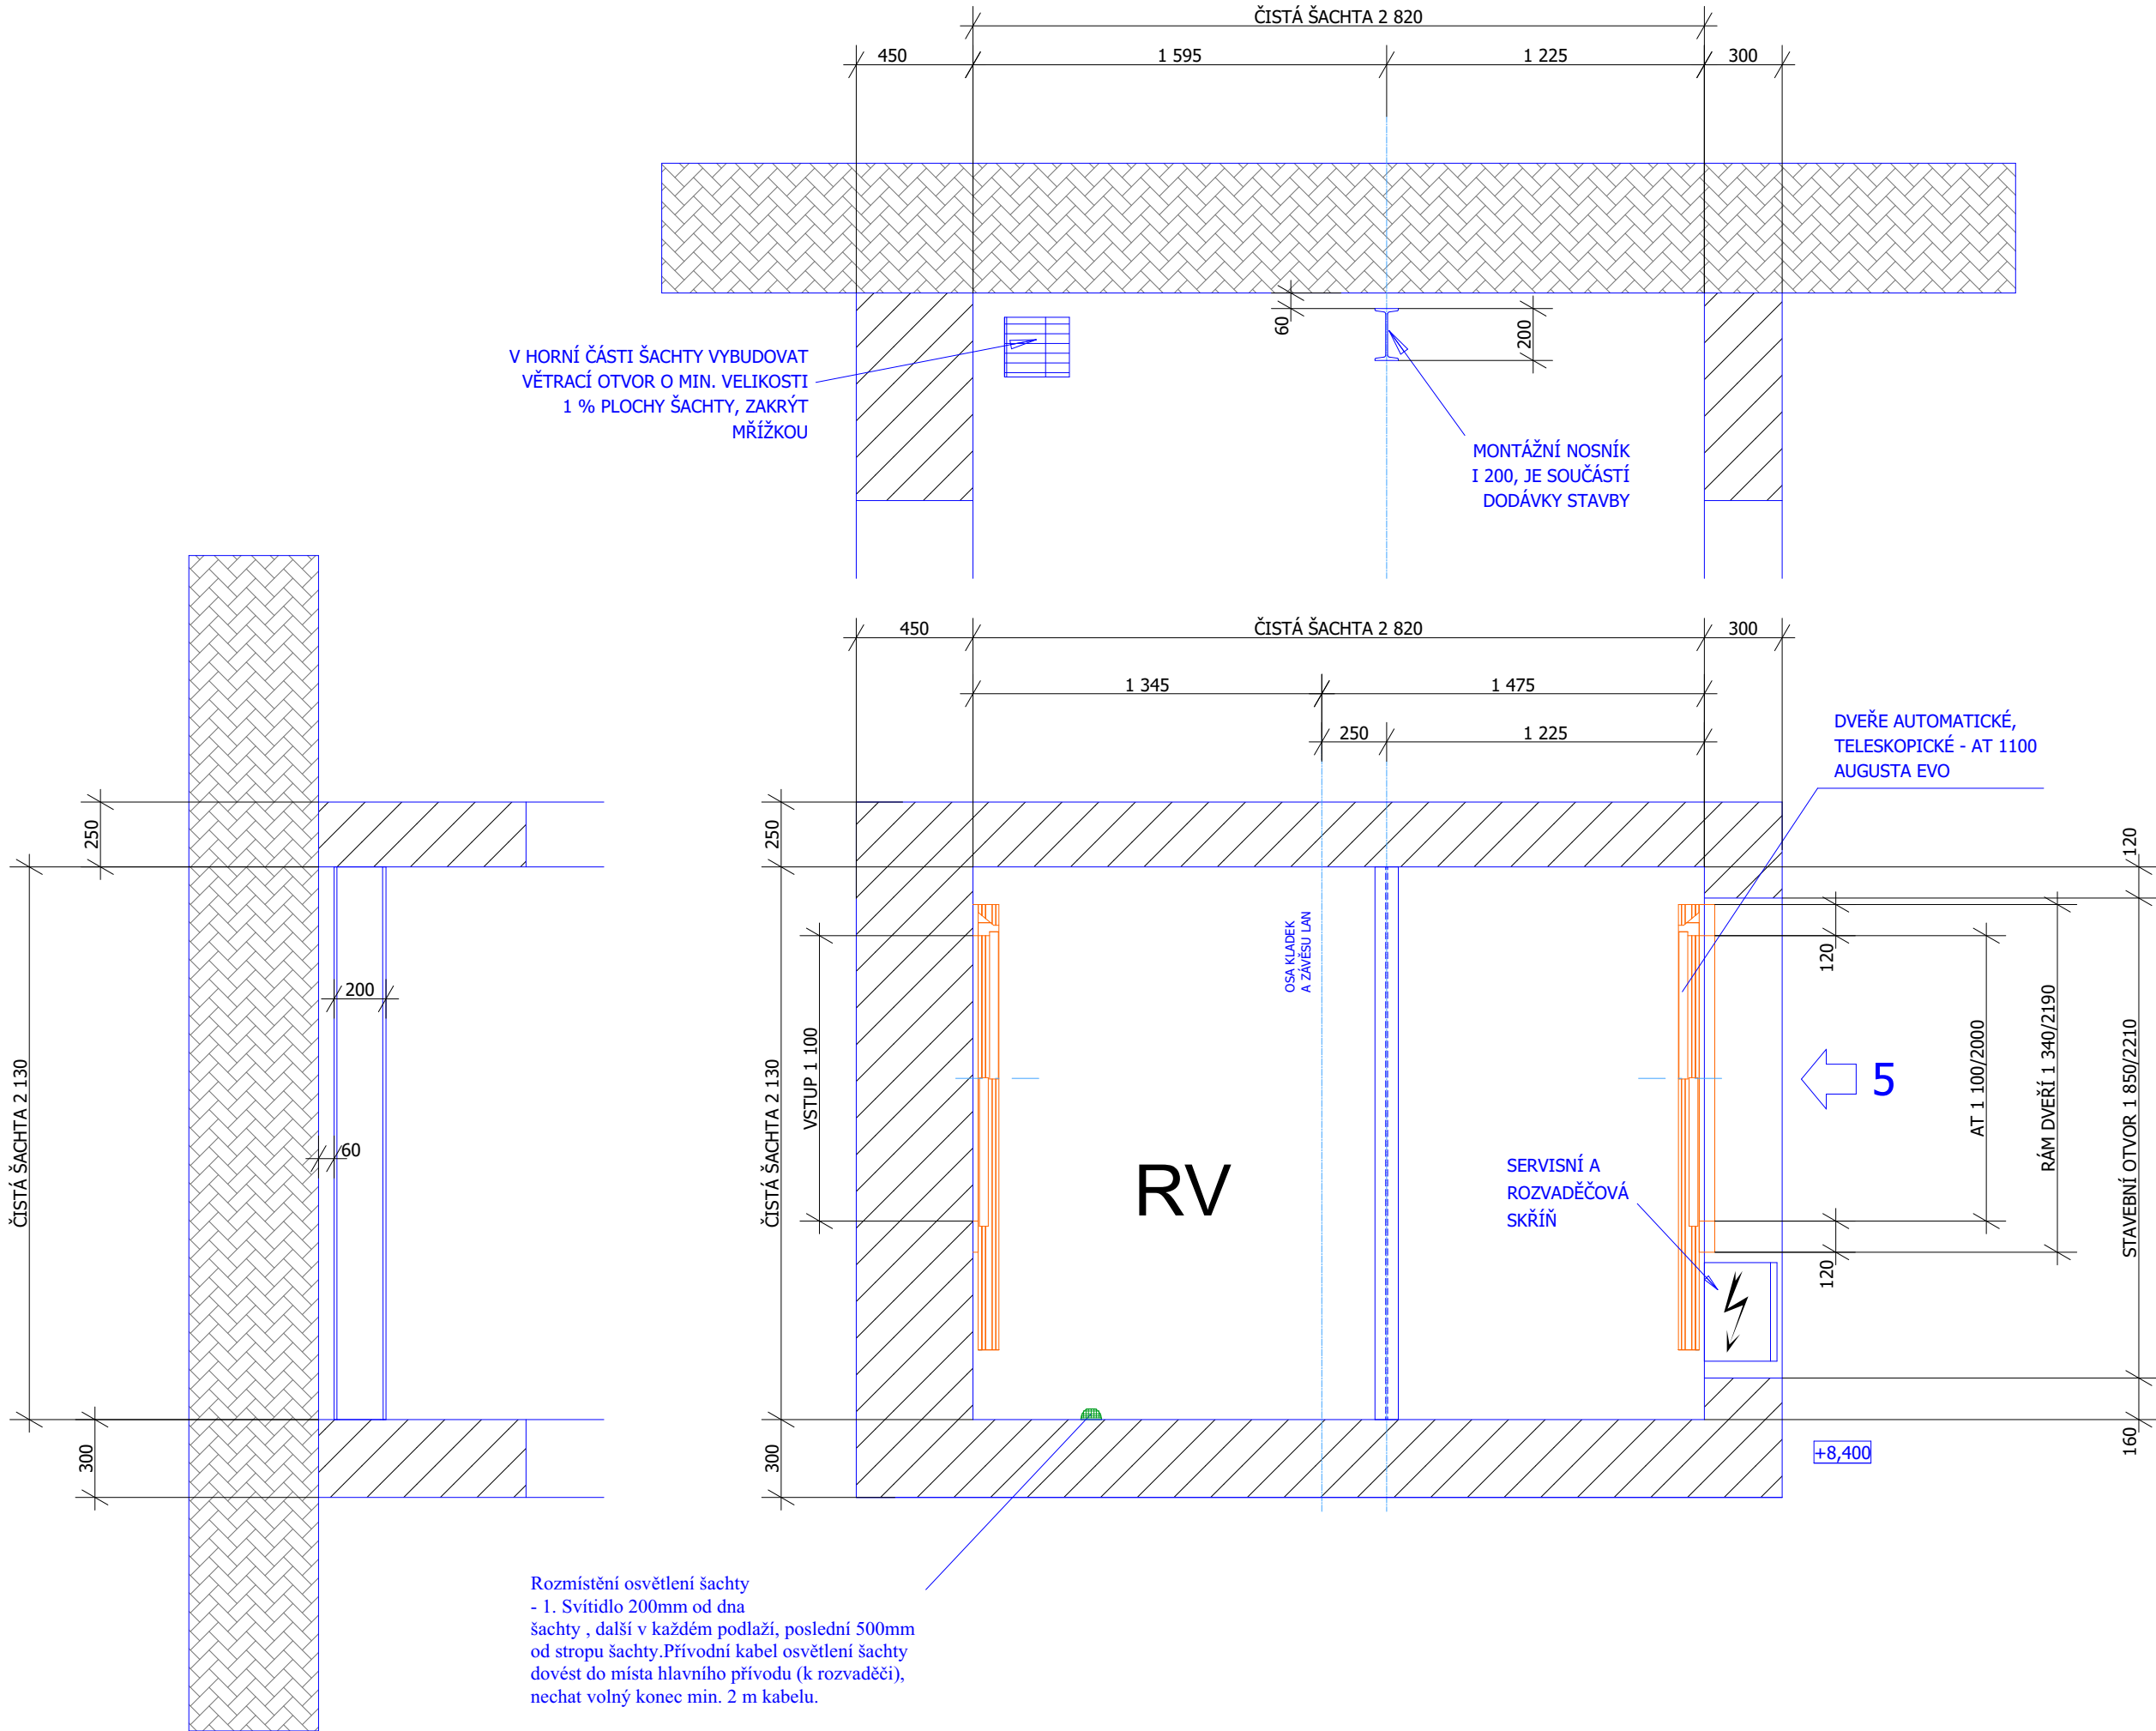 ČISTÁ ŠACHTA 2 820
450
1 595
1 225
300
60
200
V HORNÍ ČÁSTI ŠACHTY VYBUDOVAT
VĚTRACÍ OTVOR O MIN. VELIKOSTI
1 % PLOCHY ŠACHTY, ZAKRÝT
MŘÍŽKOU
MONTÁŽNÍ NOSNÍK
I 200, JE SOUČÁSTÍ
DODÁVKY STAVBY
450
ČISTÁ ŠACHTA 2 820
300
1 345
1 475
250
1 225
DVEŘE AUTOMATICKÉ,
TELESKOPICKÉ - AT 1100
AUGUSTA EVO
250
ČISTÁ ŠACHTA 2 130
300
200
60
250
ČISTÁ ŠACHTA 2 130
300
VSTUP 1 100
OSA KLADEK
A ZÁVĚSU LAN
RV
SERVISNÍ A
ROZVADĚČOVÁ
SKŘÍŇ
5
120
120
AT 1 100/2000
RÁM DVEŘÍ 1 340/2190
120
STAVEBNÍ OTVOR 1 850/2210
160
+8,400
Rozmístění osvětlení šachty
- 1. Svítidlo 200mm od dna
šachty , další v každém podlaží, poslední 500mm
od stropu šachty.Přívodní kabel osvětlení šachty
dovést do místa hlavního přívodu (k rozvaděči),
nechat volný konec min. 2 m kabelu.